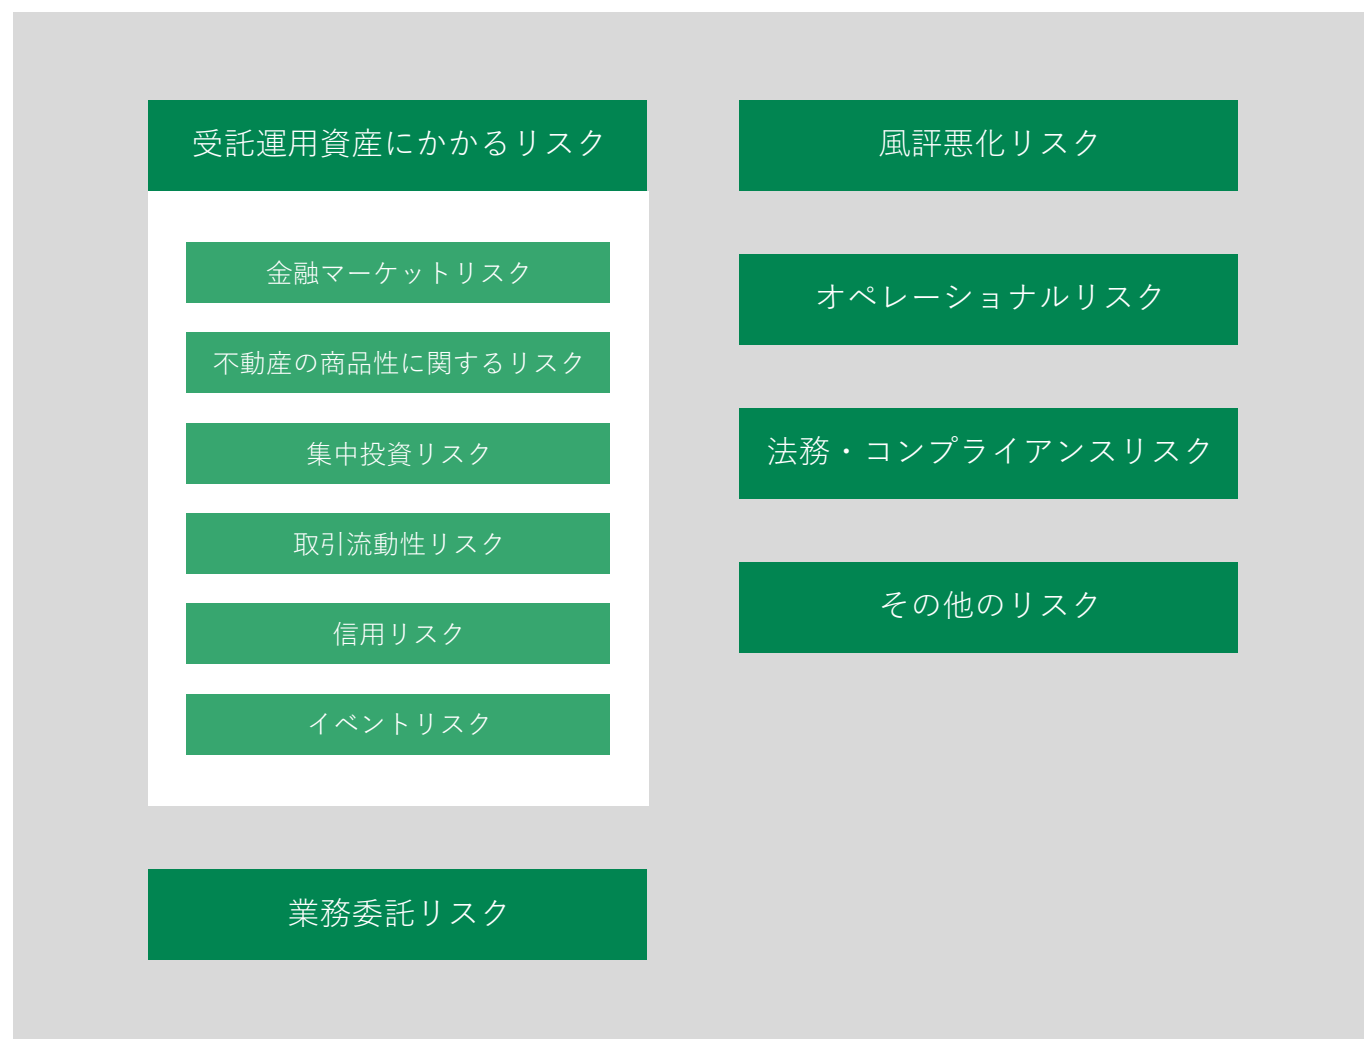 受託運用資産にかかるリスク
金融マーケットリスク
不動産の商品性に関するリスク
集中投資リスク
取引流動性リスク
信用リスク
イベントリスク
業務委託リスク
風評悪化リスク
オペレーショナルリスク
法務・コンプライアンスリスク
その他のリスク